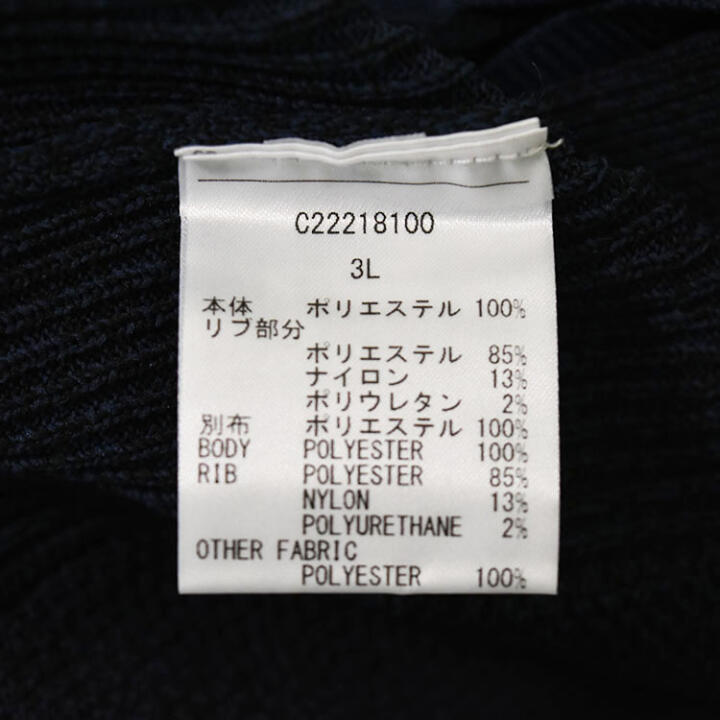 C22218100
3L
本体 ポリエステル 100%
リブ部分
ポリエステル 85%
ナイロン 13%
ポリウレタン 2%
別布 ポリエステル 100%
BODY POLYESTER 100%
RIB POLYESTER 85%
NYLON 13%
POLYURETHANE 2%
OTHER FABRIC
POLYESTER 100%